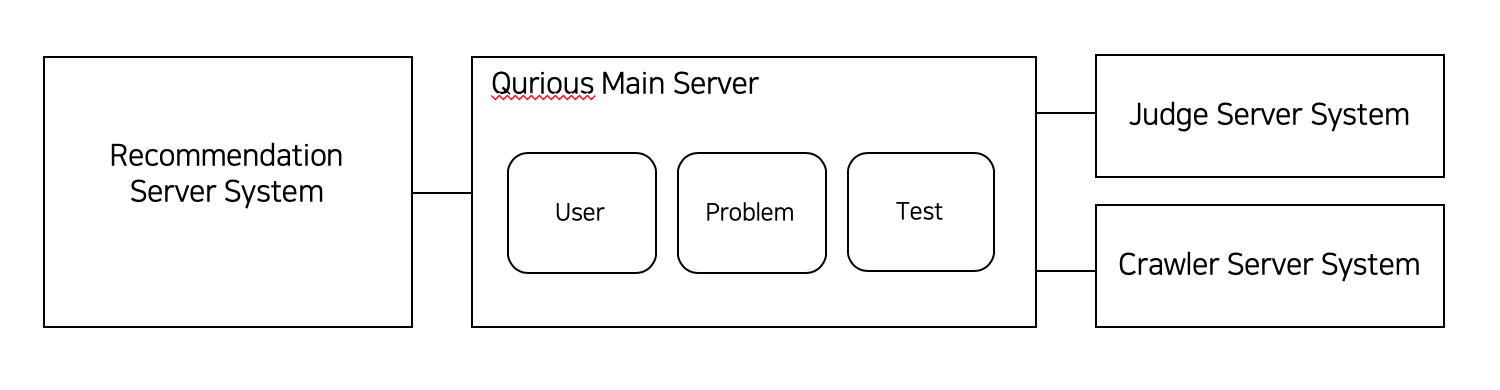 Recommendation
Server System
Qurious Main Server
User
Problem
Test
Judge Server System
Crawler Server System